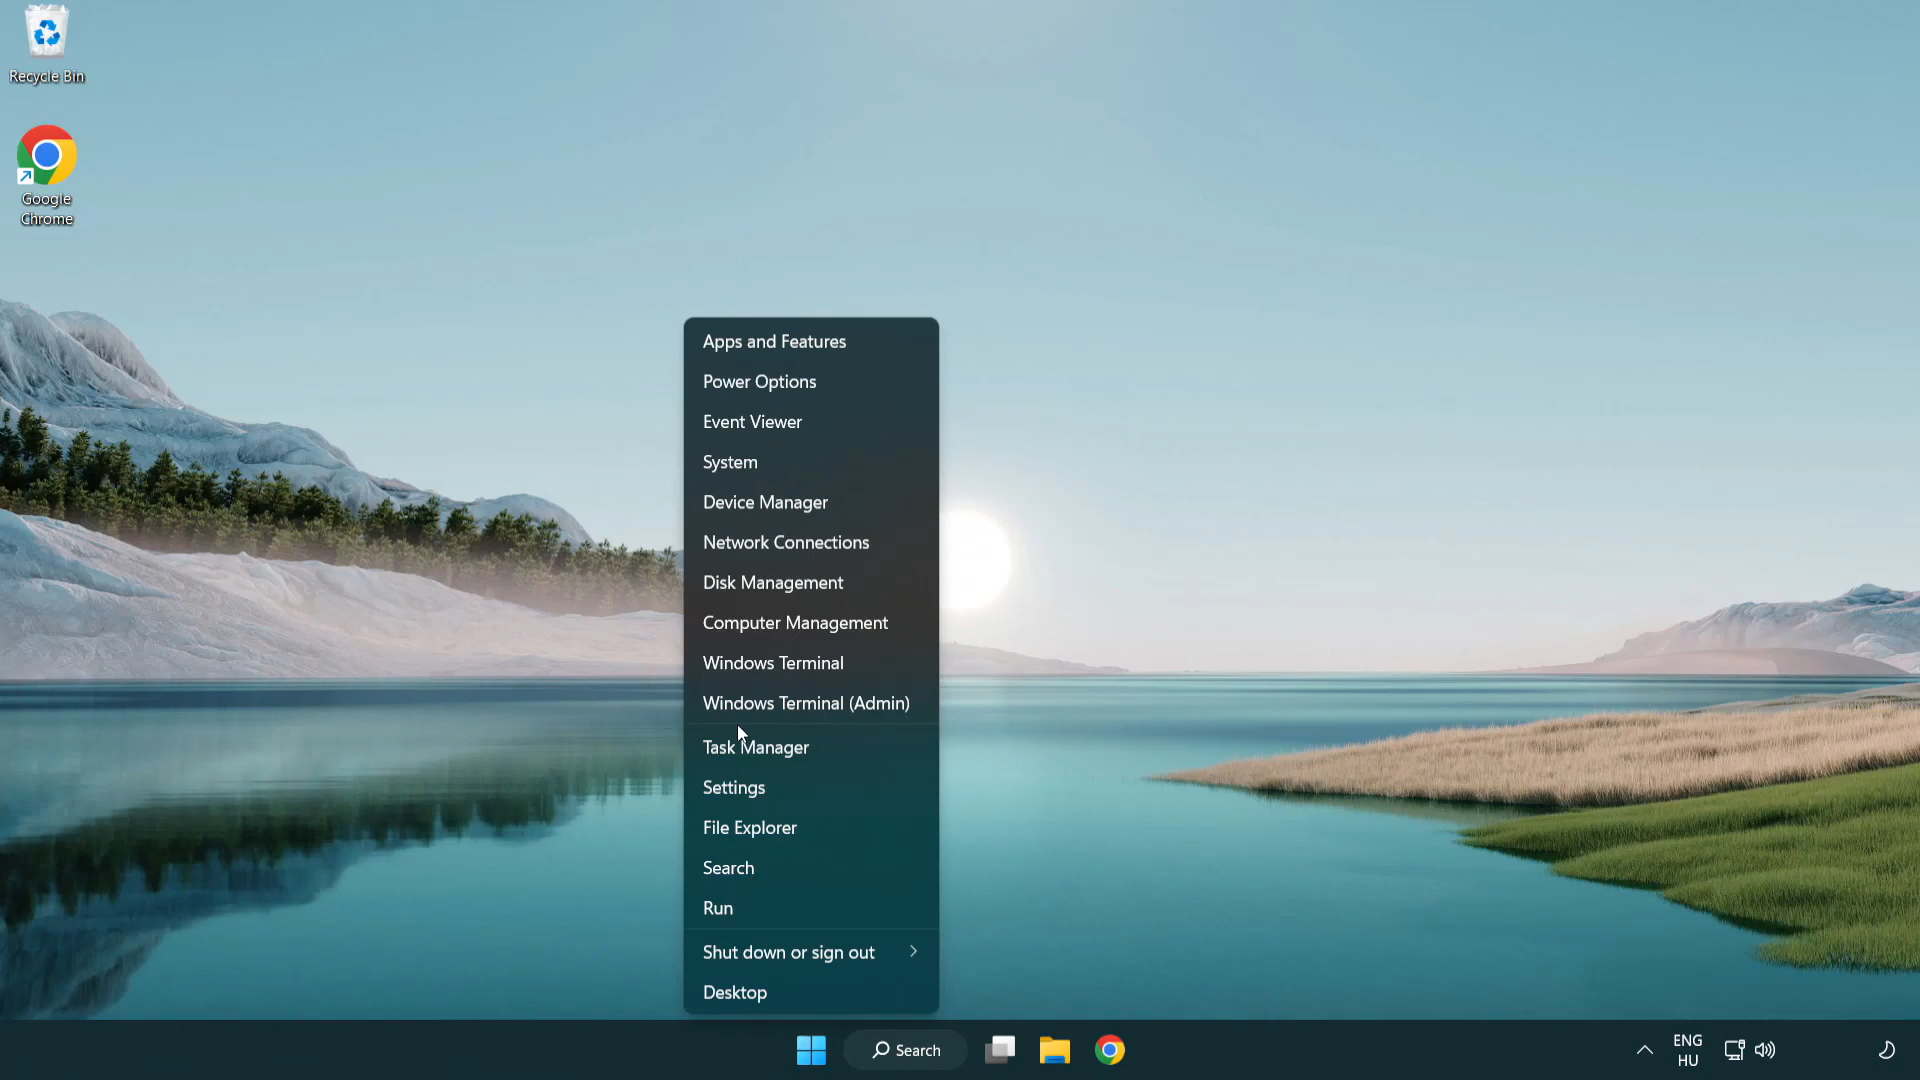 Recycle Bin
Google
Chrome
Apps and Features
Power Options
Event Viewer
System
Device Manager
Network Connections
Disk Management
Computer Management
Windows Terminal
Windows Terminal (Admin)
Task Manager
Settings
File Explorer
Search
Run
Shut down or sign out
Desktop
Search
ENG
HU